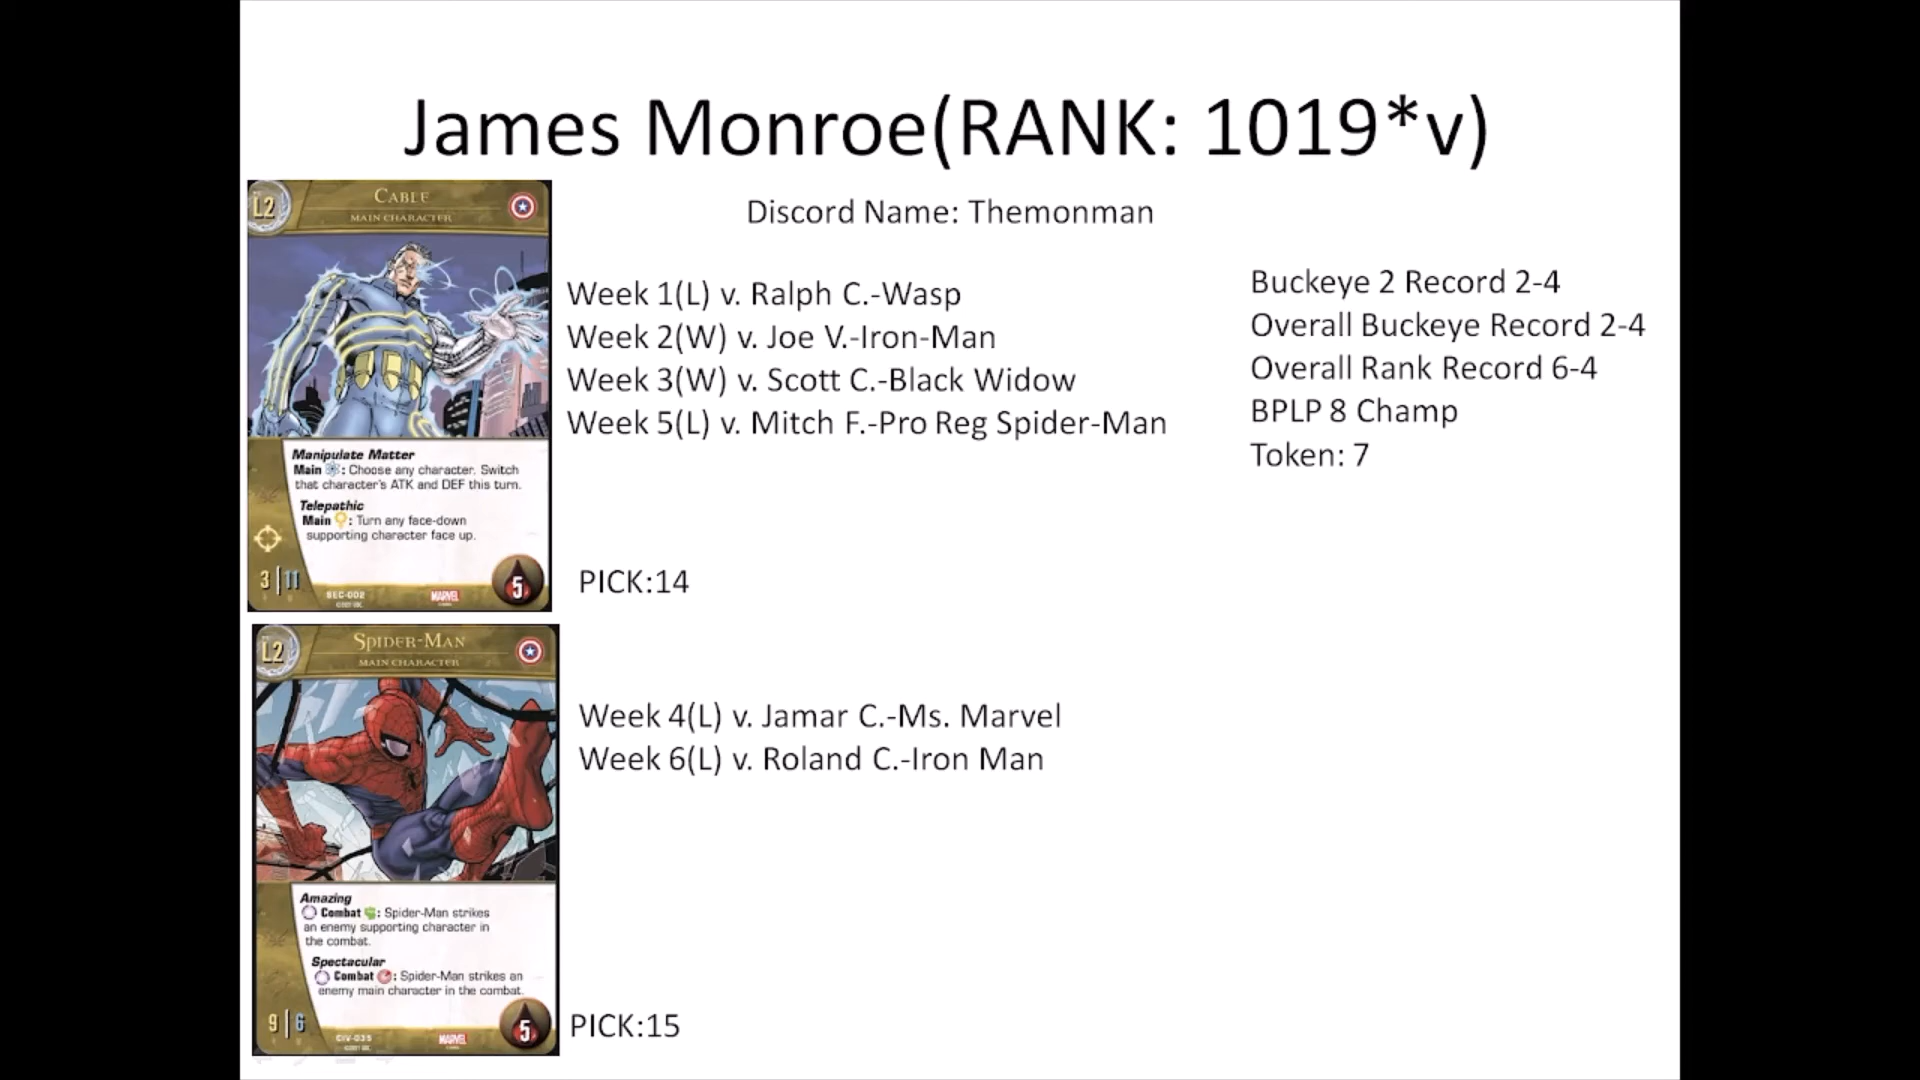 James Monroe(RANK: 1019*v)
Discord Name: Themonman
L2
CABLE
MAIN CHARACTER
Manipulate Matter
Main : Choose any character. Switch
that character's ATK and DEF this turn.
Telepathic
Main : Turn any face-down
supporting character face up.
3 | 11
5
SEC-002
MARVEL
Week 1(L) v. Ralph C.-Wasp
Week 2(W) v. Joe V.-Iron-Man
Week 3(W) v. Scott C.-Black Widow
Week 5(L) v. Mitch F.-Pro Reg Spider-Man
PICK:14
Buckeye 2 Record 2-4
Overall Buckeye Record 2-4
Overall Rank Record 6-4
BPLP 8 Champ
Token: 7
L2
SPIDER-MAN
MAIN CHARACTER
Amazing
Combat : Spider-Man strikes
an enemy supporting character in
the combat.
Spectacular
Combat : Spider-Man strikes an
enemy main character in the combat.
9 | 6
5
CIV-035
MARVEL
Week 4(L) v. Jamar C.-Ms. Marvel
Week 6(L) v. Roland C.-Iron Man
PICK:15